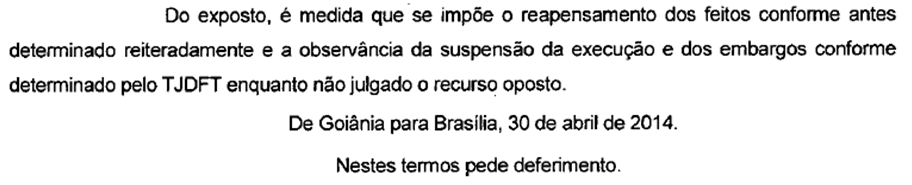 Do exposto, é medida que se impõe o reapensamento dos feitos conforme antes
determinado reiteradamente e a observância da suspensão da execução e dos embargos conforme
determinado pelo TJDFT enquanto não julgado o recurso oposto.
De Goiânia para Brasília, 30 de abril de 2014.
Nestes termos pede deferimento.